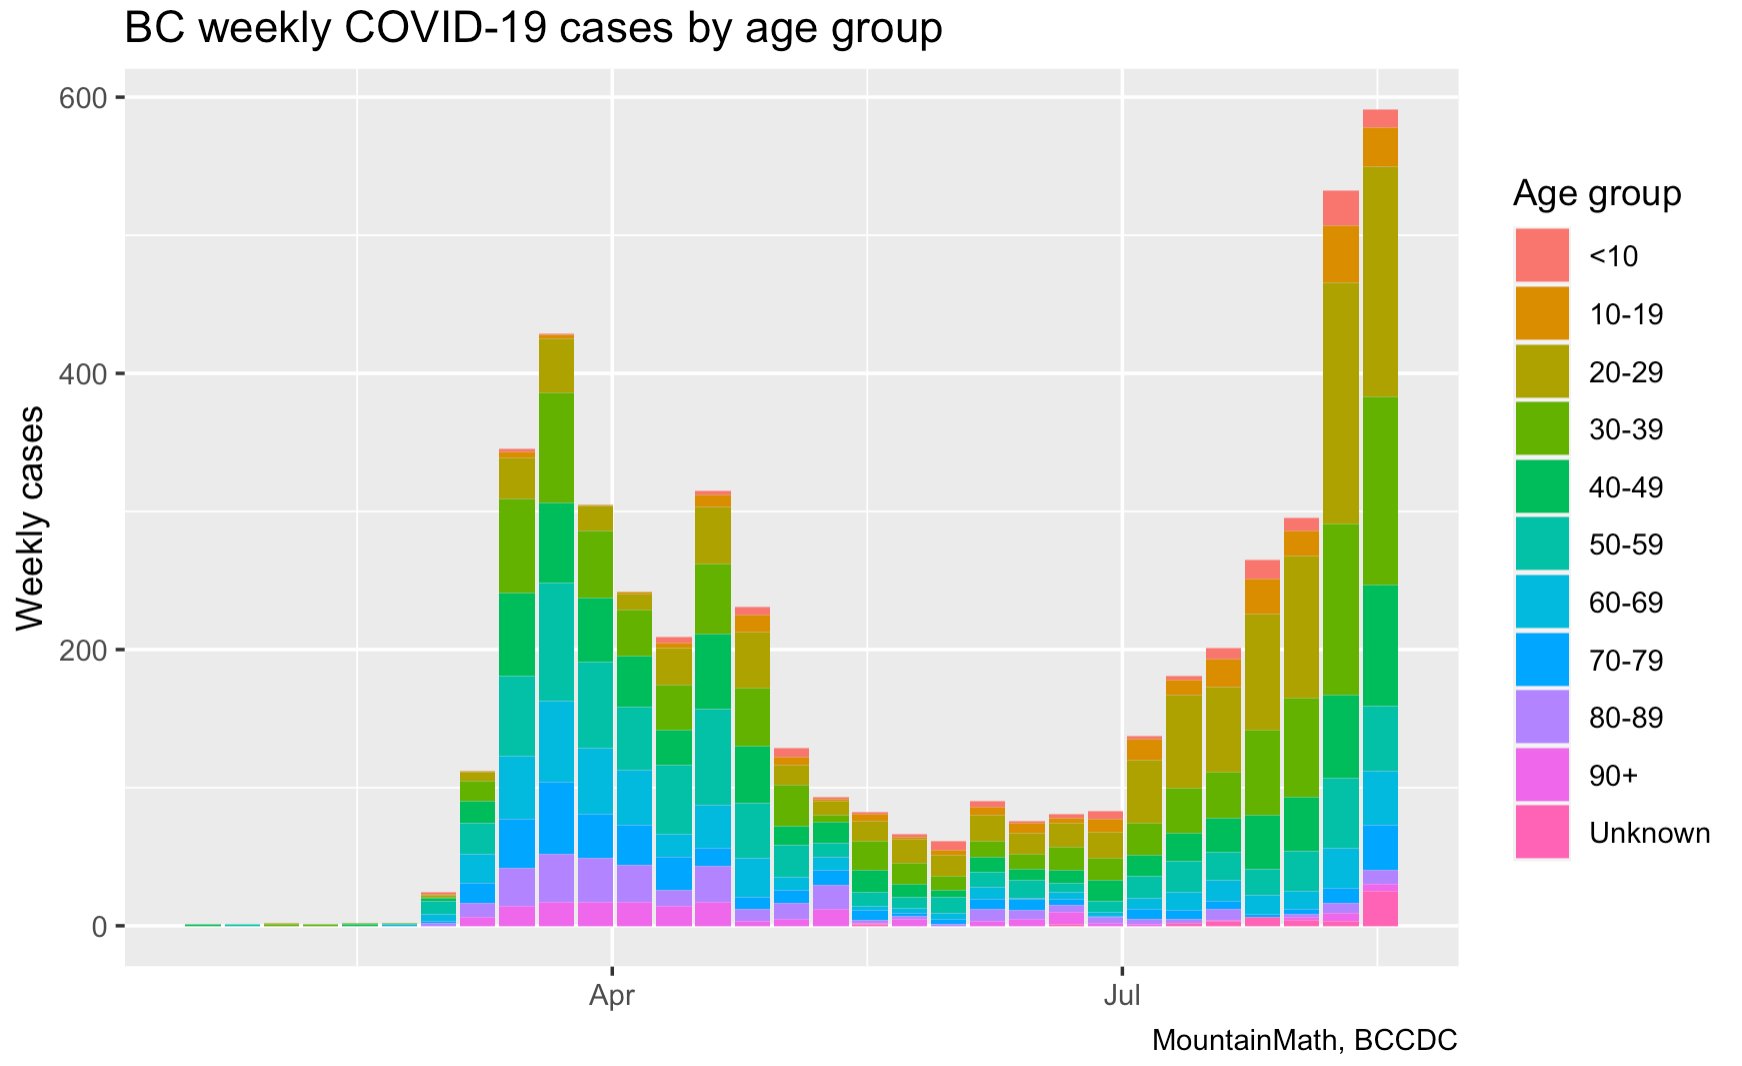 BC weekly COVID-19 cases by age group
Weekly cases
600
400
200
0
Apr
Jul
Age group
<10
10-19
20-29
30-39
40-49
50-59
60-69
70-79
80-89
90+
Unknown
MountainMath, BCCDC